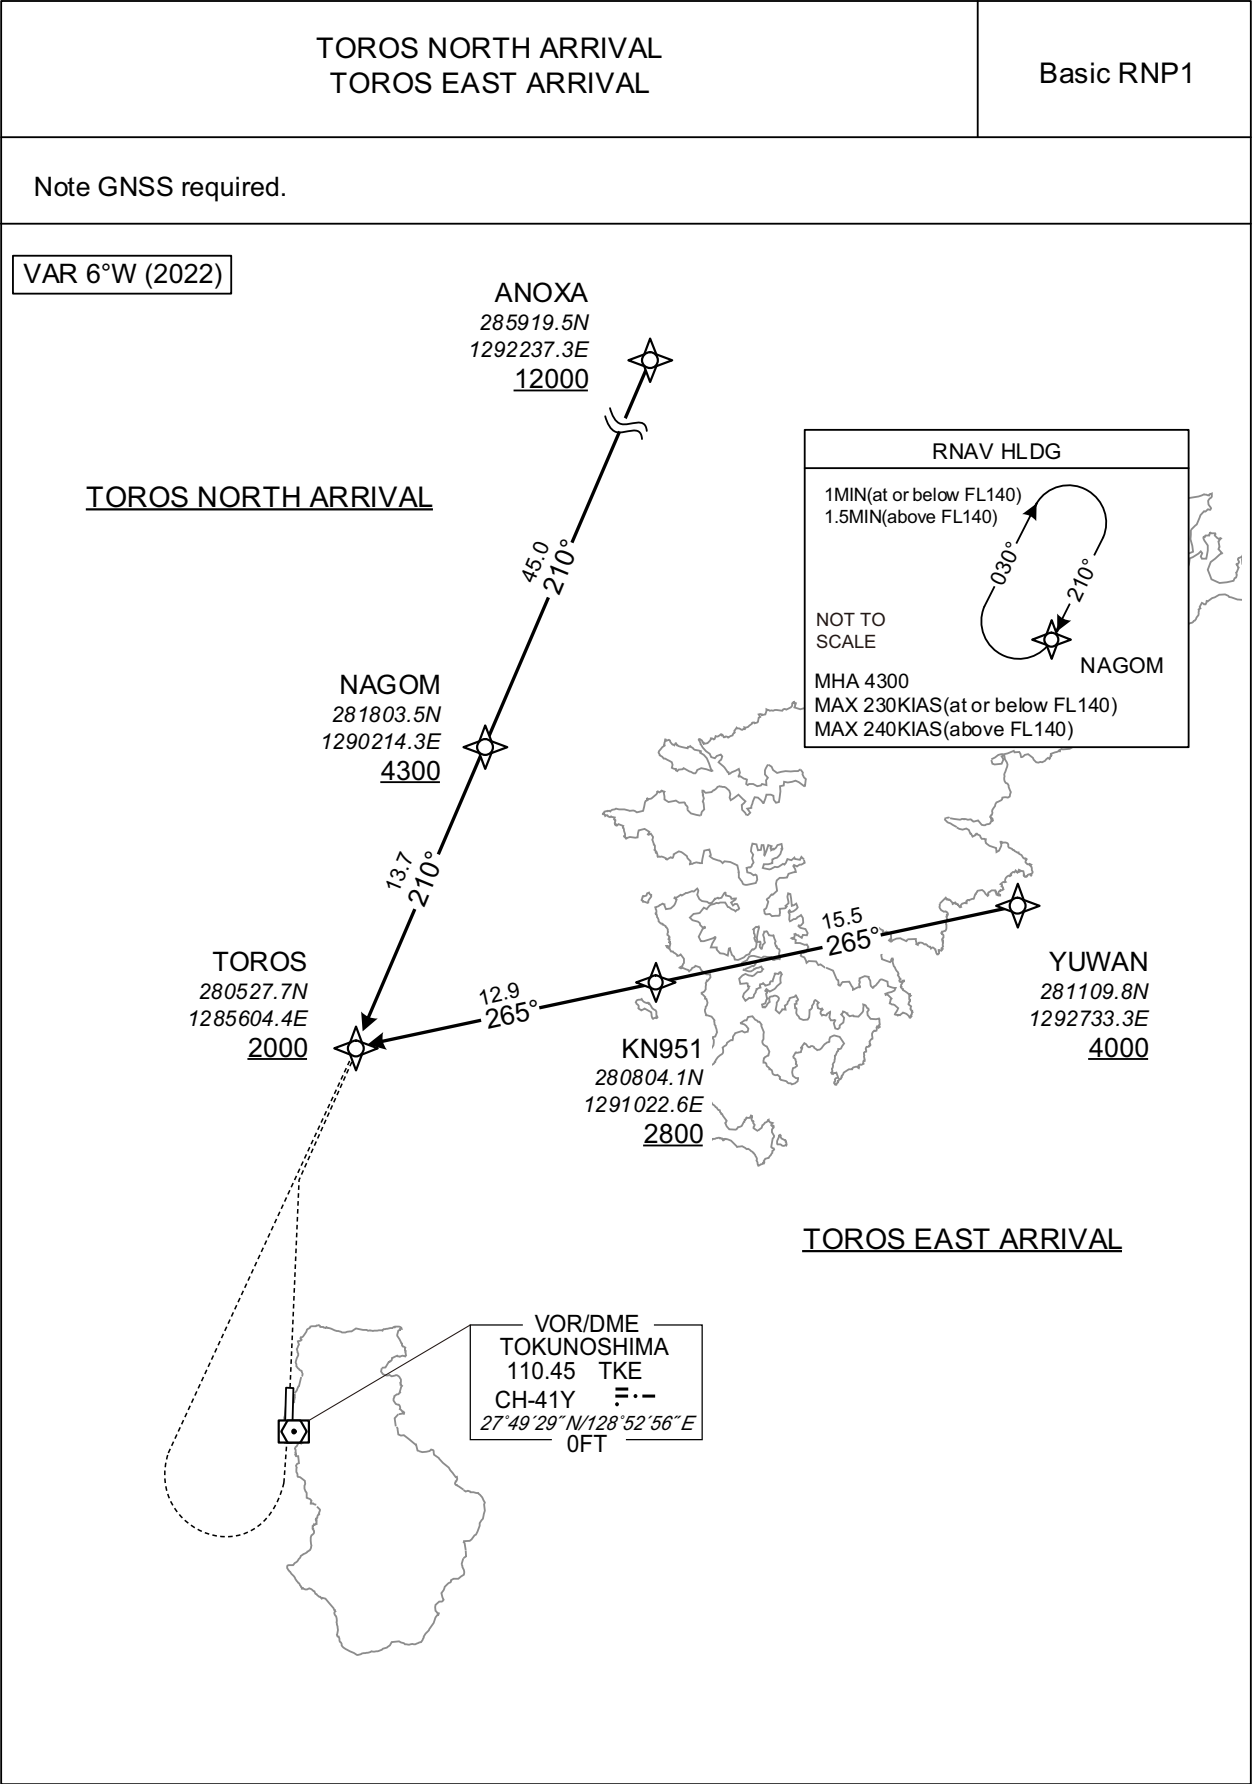 TOROS NORTH ARRIVAL
TOROS EAST ARRIVAL
Basic RNP1
Note GNSS required.
VAR 6°W (2022)
ANOXA
285919.5N
1292237.3E
12000
TOROS NORTH ARRIVAL
45.0
210°
RNAV HLDG
1MIN(at or below FL140)
1.5MIN(above FL140)
030°
210°
NOT TO
SCALE
NAGOM
MHA 4300
MAX 230KIAS(at or below FL140)
MAX 240KIAS(above FL140)
NAGOM
281803.5N
1290214.3E
4300
13.7
210°
TOROS
280527.7N
1285604.4E
2000
12.9
265°
15.5
265°
YUWAN
281109.8N
1292733.3E
4000
KN951
280804.1N
1291022.6E
2800
TOROS EAST ARRIVAL
VOR/DME
TOKUNOSHIMA
110.45 TKE
CH-41Y
27°49´29˝N/128°52´56˝E
0FT